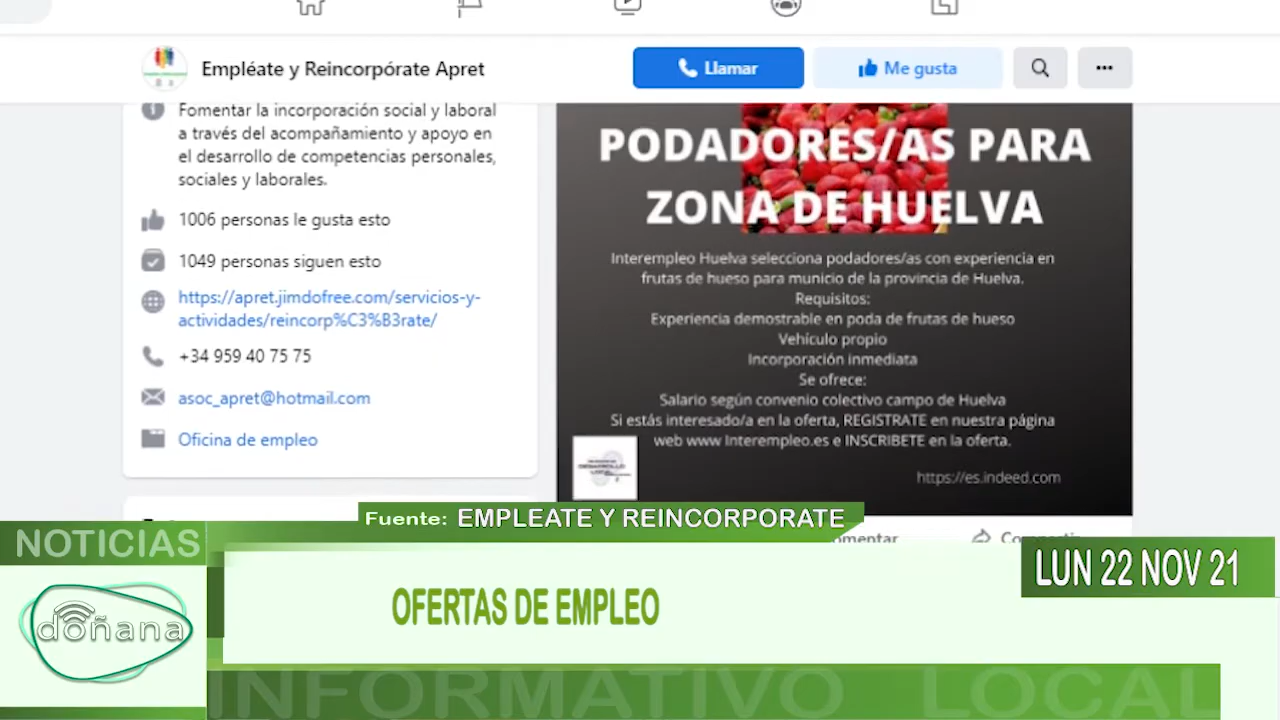 Empléate y Reincorpórate Apret
Llamar
Me gusta
Fomentar la incorporación social y laboral
a través del acompañamiento y apoyo en
el desarrollo de competencias personales,
sociales y laborales.
1006 personas le gusta esto
1049 personas siguen esto
https://apret.jimdofree.com/servicios-y-
actividades/reincorp%C3%B3rate/
+34 959 40 75 75
asoc_apret@hotmail.com
Oficina de empleo
PODADORES/AS PARA
ZONA DE HUELVA
Interempleo Huelva selecciona podadores/as con experiencia en
frutas de hueso para municio de la provincia de Huelva.
Requisitos:
Experiencia demostrable en poda de frutas de hueso
Vehículo propio
Incorporación inmediata
Se ofrece:
Salario según convenio colectivo campo de Huelva
Si estás interesado/a en la oferta, REGISTRATE en nuestra página
web www Interempleo.es e INSCRIBETE en la oferta.
DESARROLLO
LOCAL
https://es.indeed.com
Fuente: EMPLEATE Y REINCORPORATE
NOTICIAS
LUN 22 NOV 21
OFERTAS DE EMPLEO
doñana
INFORMATIVO LOCAL